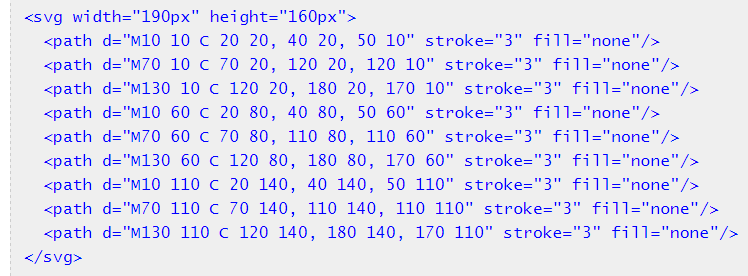 <svg width="190px" height="160px">
<path d="M10 10 C 20 20, 40 20, 50 10" stroke="3" fill="none"/>
<path d="M70 10 C 70 20, 120 20, 120 10" stroke="3" fill="none"/>
<path d="M130 10 C 120 20, 180 20, 170 10" stroke="3" fill="none"/>
<path d="M10 60 C 20 80, 40 80, 50 60" stroke="3" fill="none"/>
<path d="M70 60 C 70 80, 110 80, 110 60" stroke="3" fill="none"/>
<path d="M130 60 C 120 80, 180 80, 170 60" stroke="3" fill="none"/>
<path d="M10 110 C 20 140, 40 140, 50 110" stroke="3" fill="none"/>
<path d="M70 110 C 70 140, 110 140, 110 110" stroke="3" fill="none"/>
<path d="M130 110 C 120 140, 180 140, 170 110" stroke="3" fill="none"/>
</svg>